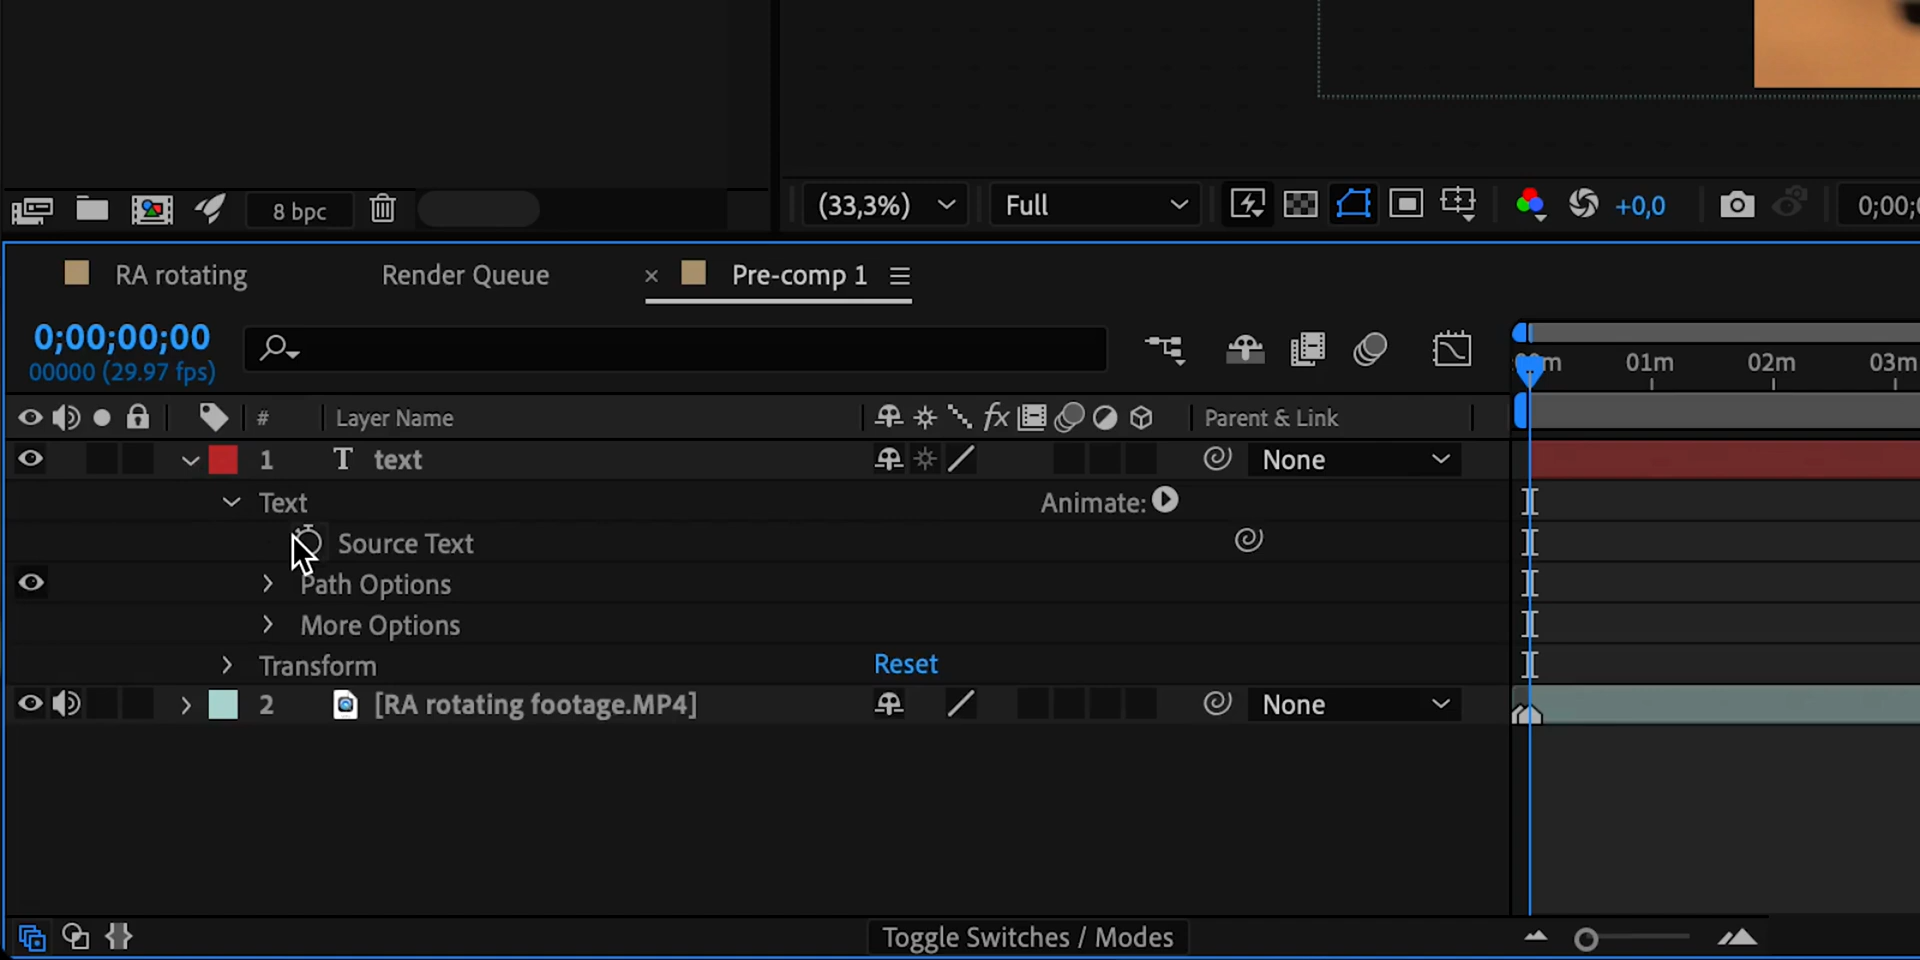 8 bpc
(33,3%)
Full
+0,0
RA rotating
Render Queue
Pre-comp 1
0;00;00;00
00000 (29.97 fps)
01m
02m
03m
#
Layer Name
fx
Parent & Link
1
T
text
None
Text
Animate:
Source Text
Path Options
More Options
Transform
Reset
2
[RA rotating footage.MP4]
None
Toggle Switches / Modes